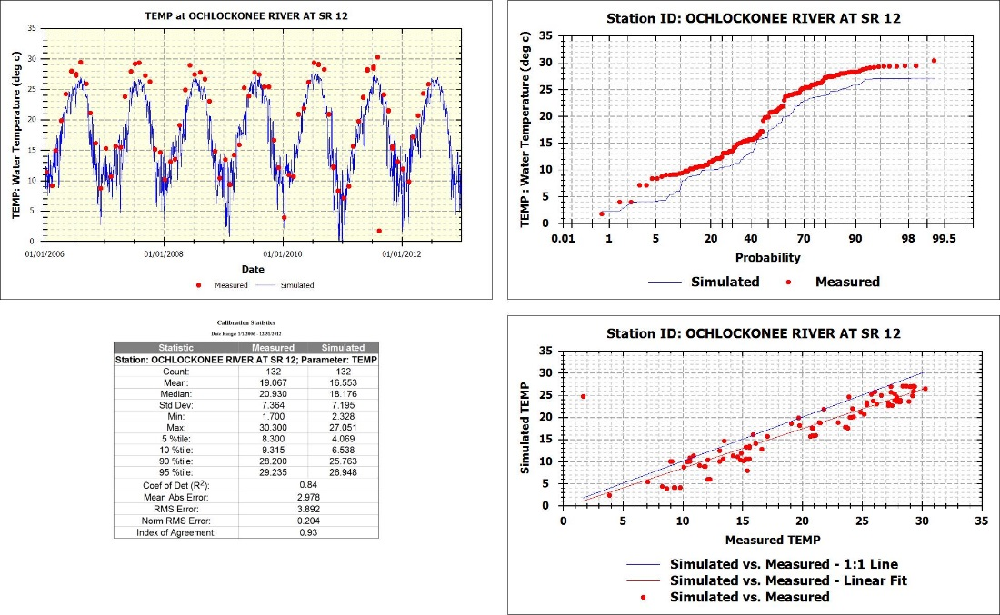 TEMP at OCHLOCKONEE RIVER AT SR 12
TEMP: Water Temperature (deg c)
35
30
25
20
15
10
5
0
01/01/2006 01/01/2008 01/01/2010 01/01/2012
Date
Measured Simulated
Station ID: OCHLOCKONEE RIVER AT SR 12
TEMP : Water Temperature (deg c)
35
30
25
20
15
10
5
0
0.01 1 5 20 40 70 90 98 99.5
Probability
Simulated Measured
Calibration Statistics
Date Range: 1/1/2006 - 12/31/2012
Statistic Measured Simulated
Station: OCHLOCKONEE RIVER AT SR 12; Parameter: TEMP
Count: 132 132
Mean: 19.067 16.553
Median: 20.930 18.176
Std Dev: 7.364 7.195
Min: 1.700 2.328
Max: 30.300 27.051
5 %tile: 8.300 4.069
10 %tile: 9.315 6.538
90 %tile: 28.200 25.763
95 %tile: 29.235 26.948
Coef of Det (R²): 0.84
Mean Abs Error: 2.978
RMS Error: 3.892
Norm RMS Error: 0.204
Index of Agreement: 0.93
Station ID: OCHLOCKONEE RIVER AT SR 12
Simulated TEMP
35
30
25
20
15
10
5
0
0 5 10 15 20 25 30 35
Measured TEMP
Simulated vs. Measured - 1:1 Line
Simulated vs. Measured - Linear Fit
Simulated vs. Measured